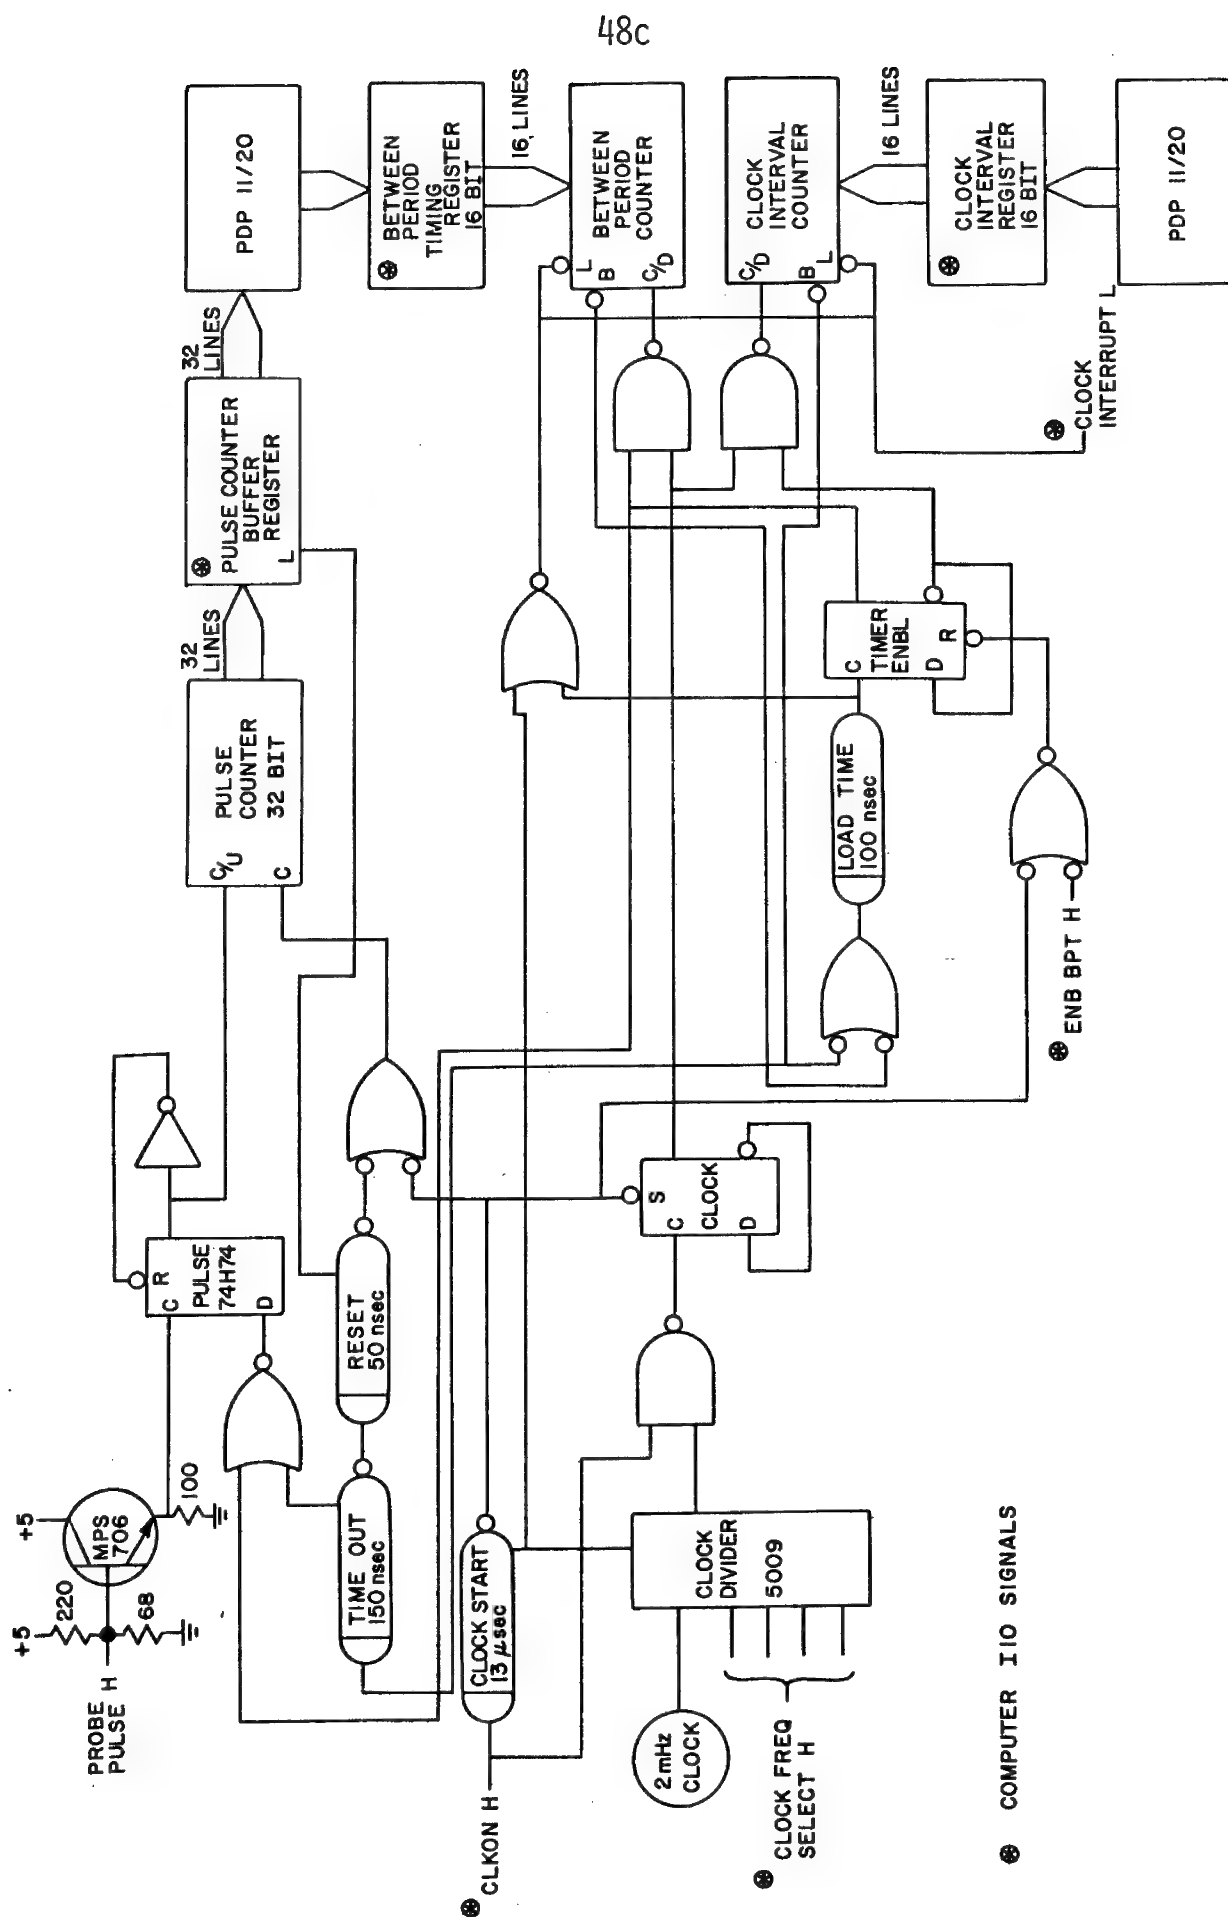 48c
PROBE
PULSE H
+5
220
68
+5
MPS
706
100
C
R
PULSE
74H74
D
TIME OUT
150 nsec
RESET
50 nsec
C/U
C
PULSE
COUNTER
32 BIT
32
LINES
⊛ PULSE COUNTER
BUFFER
REGISTER
L
32
LINES
PDP 11/20
⊛ BETWEEN
PERIOD
TIMING
REGISTER
16 BIT
16 LINES
L
B
C/D
BETWEEN
PERIOD
COUNTER
⊛ CLKON H
CLOCK START
13 μsec
2 mHz
CLOCK
⊛ CLOCK FREQ
SELECT H
CLOCK
DIVIDER
5009
S
C
CLOCK
D
LOAD TIME
100 nsec
C
TIMER
ENBL
D
R
⊛ ENB BPT H
C/D
B
L
CLOCK
INTERVAL
COUNTER
16 LINES
⊛ CLOCK
INTERVAL
REGISTER
16 BIT
⊛ CLOCK
INTERRUPT L
PDP 11/20
⊛ COMPUTER I10 SIGNALS